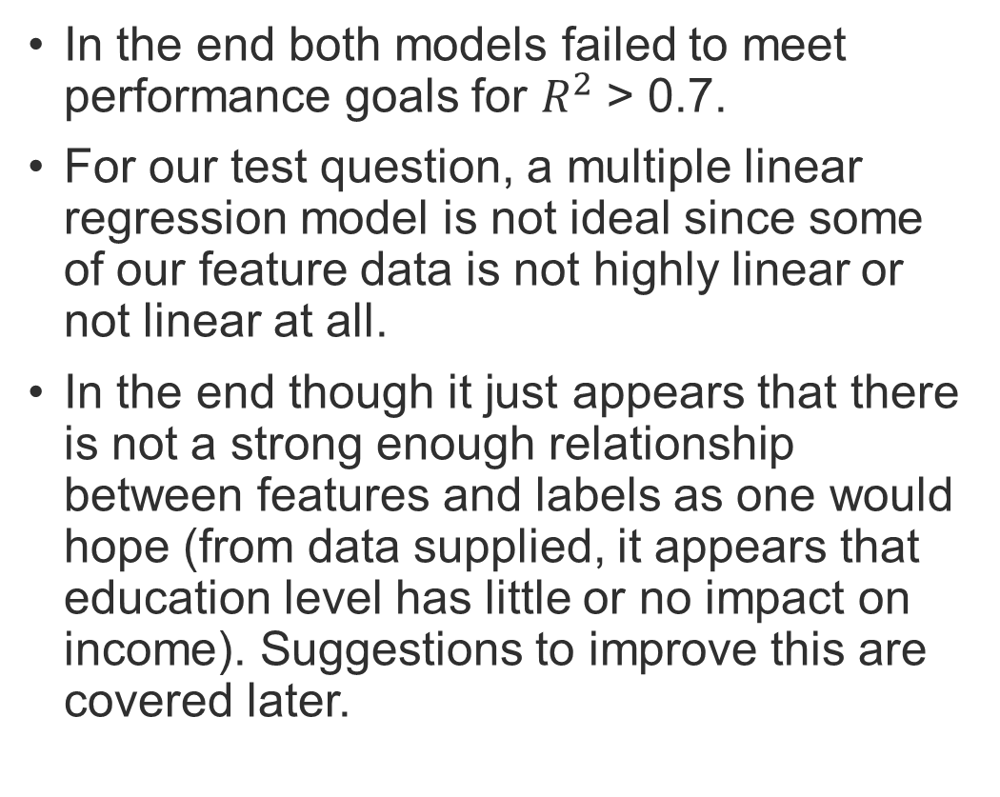 • In the end both models failed to meet
performance goals for R² > 0.7.
• For our test question, a multiple linear
regression model is not ideal since some
of our feature data is not highly linear or
not linear at all.
• In the end though it just appears that there
is not a strong enough relationship
between features and labels as one would
hope (from data supplied, it appears that
education level has little or no impact on
income). Suggestions to improve this are
covered later.